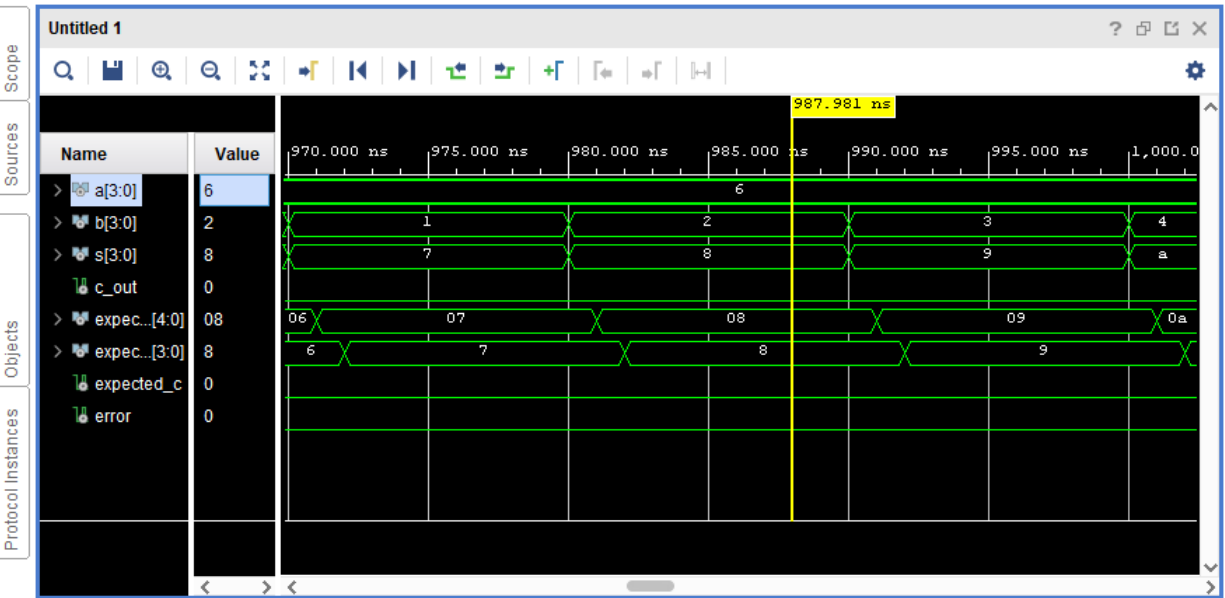 Untitled 1
Scope
Sources
Objects
Protocol Instances
987.981 ns
Name Value 970.000 ns 975.000 ns 980.000 ns 985.000 ns 990.000 ns 995.000 ns 1,000.0
a[3:0] 6 6
b[3:0] 2 1 2 3 4
s[3:0] 8 7 8 9 a
c_out 0
expec...[4:0] 08 06 07 08 09 0a
expec...[3:0] 8 6 7 8 9
expected_c 0
error 0